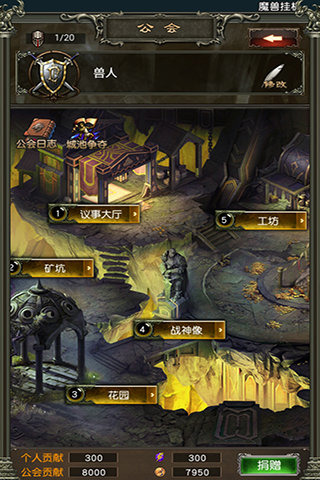 魔兽挂机
公会
1/20
兽人
修改
公会日志
城池争夺
1 议事大厅
5 工坊
2 矿坑
4 战神像
3 花园
个人贡献 300 300
公会贡献 8000 7950
捐赠